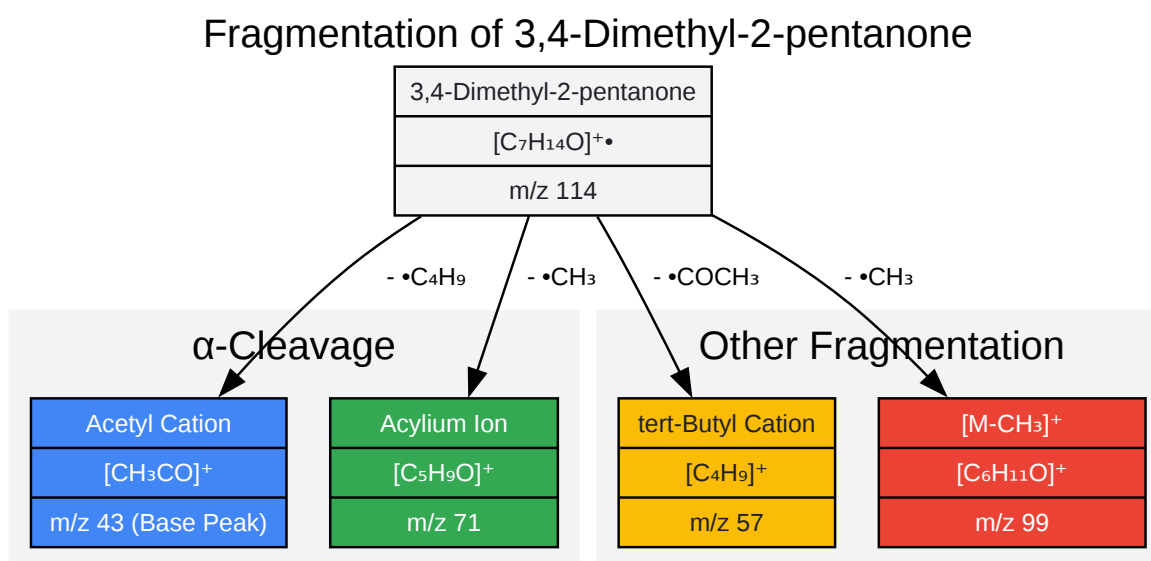 Fragmentation of 3,4-Dimethyl-2-pentanone
3,4-Dimethyl-2-pentanone
[C₇H₁₄O]⁺•
m/z 114
- •C₄H₉
- •CH₃
- •COCH₃
- •CH₃
α-Cleavage
Other Fragmentation
Acetyl Cation
[CH₃CO]⁺
m/z 43 (Base Peak)
Acylium Ion
[C₅H₉O]⁺
m/z 71
tert-Butyl Cation
[C₄H₉]⁺
m/z 57
[M-CH₃]⁺
[C₆H₁₁O]⁺
m/z 99